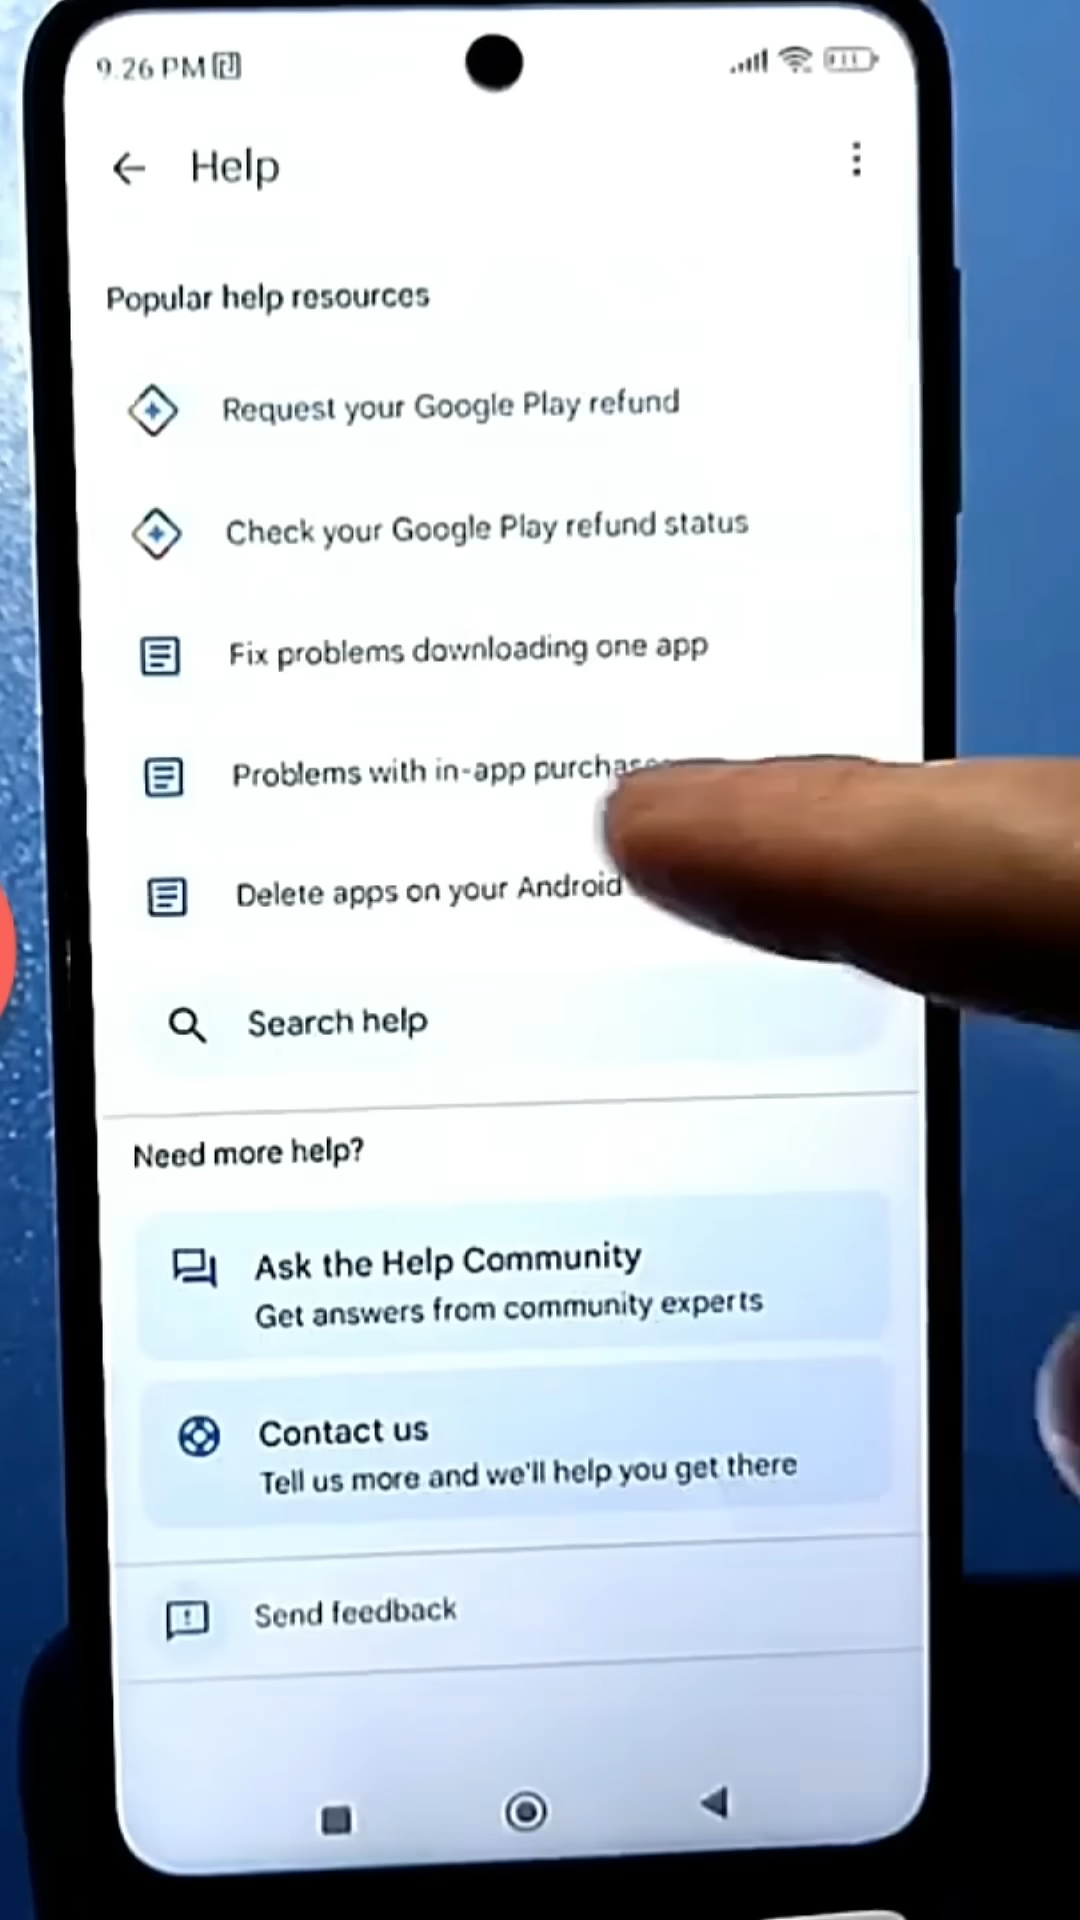 9.26 PM
Help
Popular help resources
Request your Google Play refund
Check your Google Play refund status
Fix problems downloading one app
Problems with in-app
Delete apps on your Android
Search help
Need more help?
Ask the Help Community
Get answers from community experts
Contact us
Tell us more and we'll help you get there
Send feedback